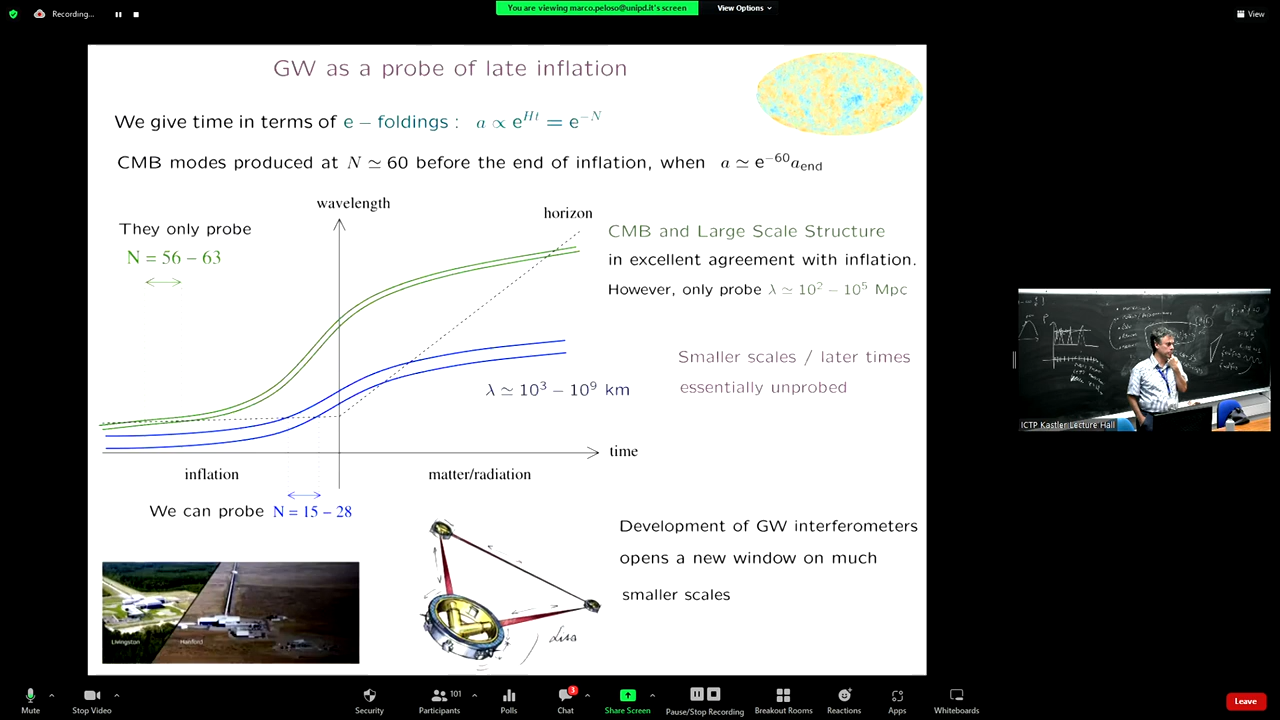 Recording...
You are viewing marco.peloso@unipd.it's screen
View Options
View
GW as a probe of late inflation
We give time in terms of e – foldings : a ∝ e^{Ht} = e^{-N}
CMB modes produced at N ≃ 60 before the end of inflation, when a ≃ e^{-60} a_{end}
wavelength
horizon
They only probe
N = 56 – 63
CMB and Large Scale Structure
in excellent agreement with inflation.
However, only probe λ ≃ 10² – 10⁵ Mpc
Smaller scales / later times
essentially unprobed
λ ≃ 10³ – 10⁹ km
time
inflation
matter/radiation
We can probe N = 15 – 28
Development of GW interferometers
opens a new window on much
smaller scales
Livingston
Hanford
ICTP Kastler Lecture Hall
Mute
Stop Video
Security
Participants
101
Polls
Chat
3
Share Screen
Pause/Stop Recording
Breakout Rooms
Reactions
Apps
Whiteboards
Leave